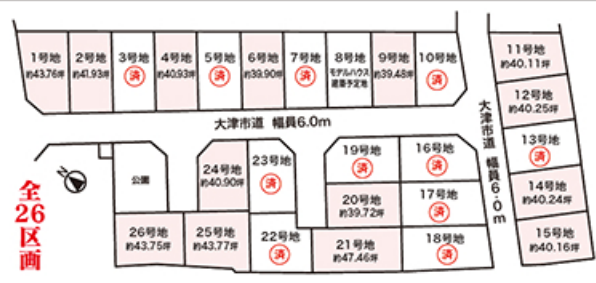 1号地
約43.76坪
2号地
約41.93坪
3号地
済
4号地
約40.93坪
5号地
済
6号地
約39.90坪
7号地
済
8号地
モデルハウス
建築予定地
9号地
約39.48坪
10号地
済
11号地
約40.11坪
12号地
約40.25坪
13号地
済
14号地
約40.24坪
15号地
約40.16坪
大津市道 幅員6.0m
大津市道 幅員6.0m
公園
24号地
約40.90坪
23号地
済
19号地
済
16号地
済
20号地
約39.72坪
17号地
済
26号地
約43.75坪
25号地
約43.77坪
22号地
済
21号地
約47.46坪
18号地
済
N
全26区画